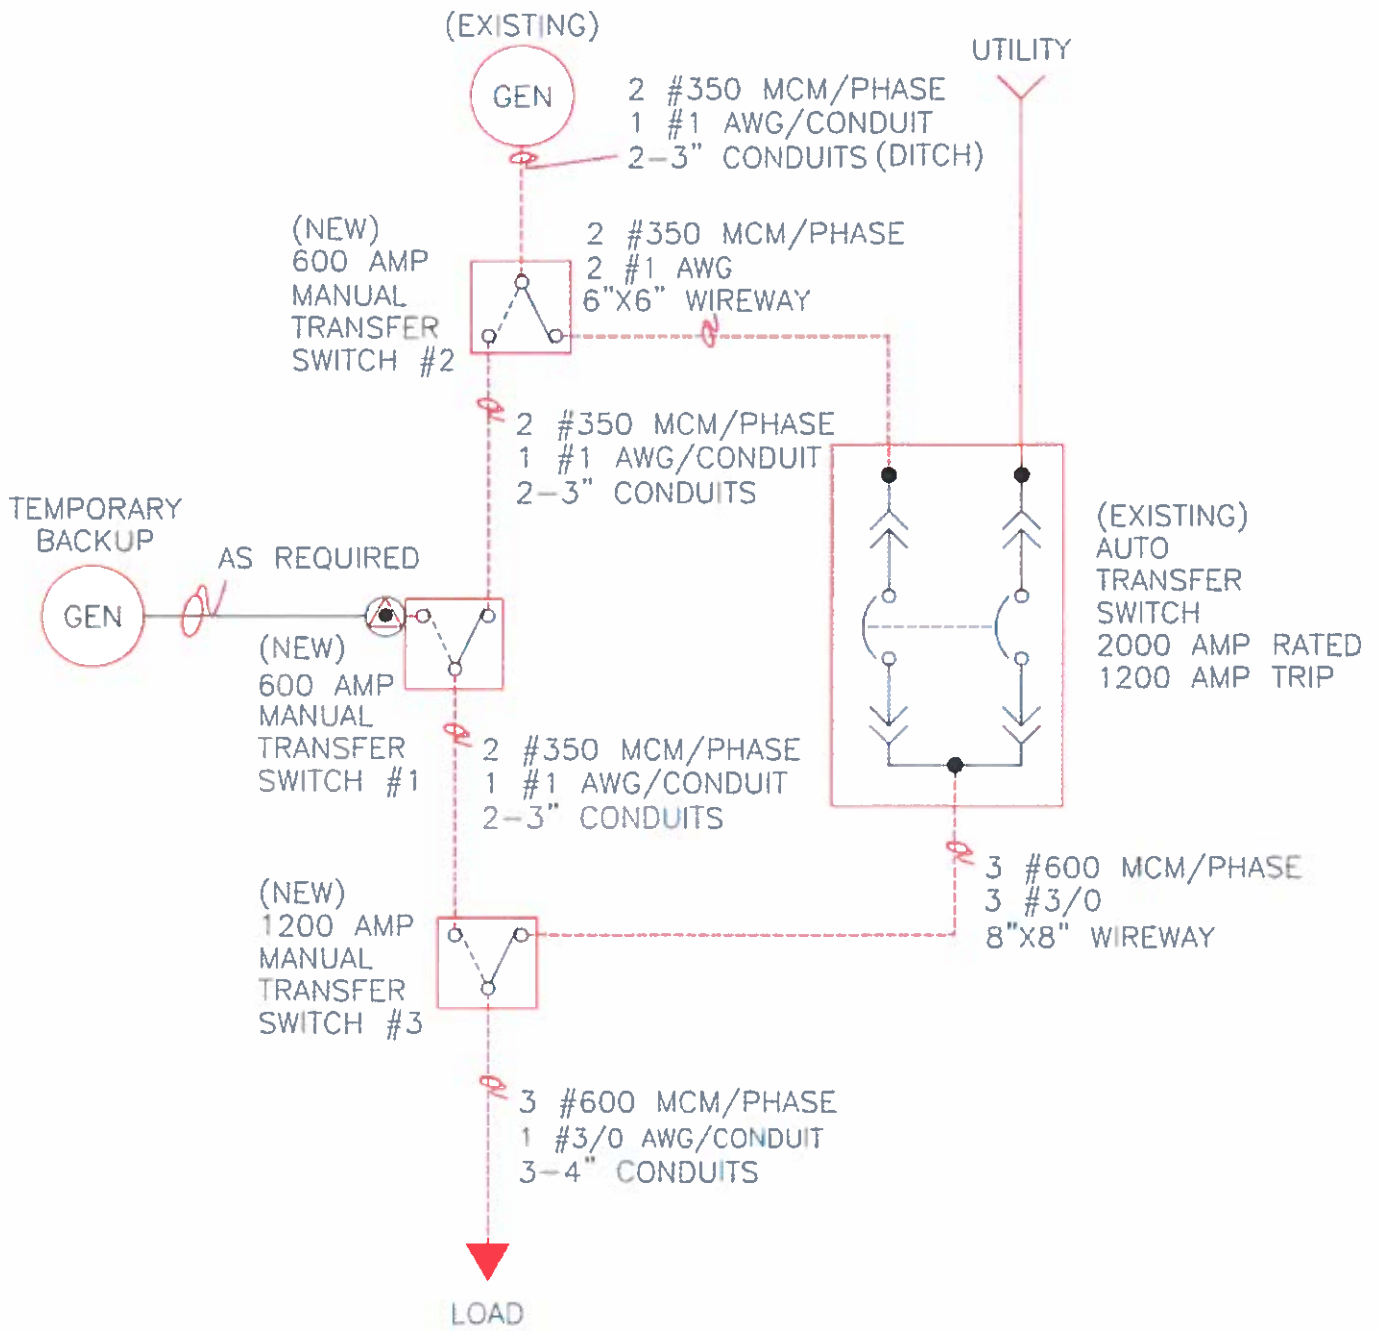 (EXISTING)
GEN
2 #350 MCM/PHASE
1 #1 AWG/CONDUIT
2-3" CONDUITS (DITCH)
UTILITY
(NEW)
600 AMP
MANUAL
TRANSFER
SWITCH #2
2 #350 MCM/PHASE
2 #1 AWG
6"X6" WIREWAY
2 #350 MCM/PHASE
1 #1 AWG/CONDUIT
2-3" CONDUITS
TEMPORARY
BACKUP
GEN
AS REQUIRED
(NEW)
600 AMP
MANUAL
TRANSFER
SWITCH #1
(EXISTING)
AUTO
TRANSFER
SWITCH
2000 AMP RATED
1200 AMP TRIP
2 #350 MCM/PHASE
1 #1 AWG/CONDUIT
2-3" CONDUITS
3 #600 MCM/PHASE
3 #3/0
8"X8" WIREWAY
(NEW)
1200 AMP
MANUAL
TRANSFER
SWITCH #3
3 #600 MCM/PHASE
1 #3/0 AWG/CONDUIT
3-4" CONDUITS
LOAD